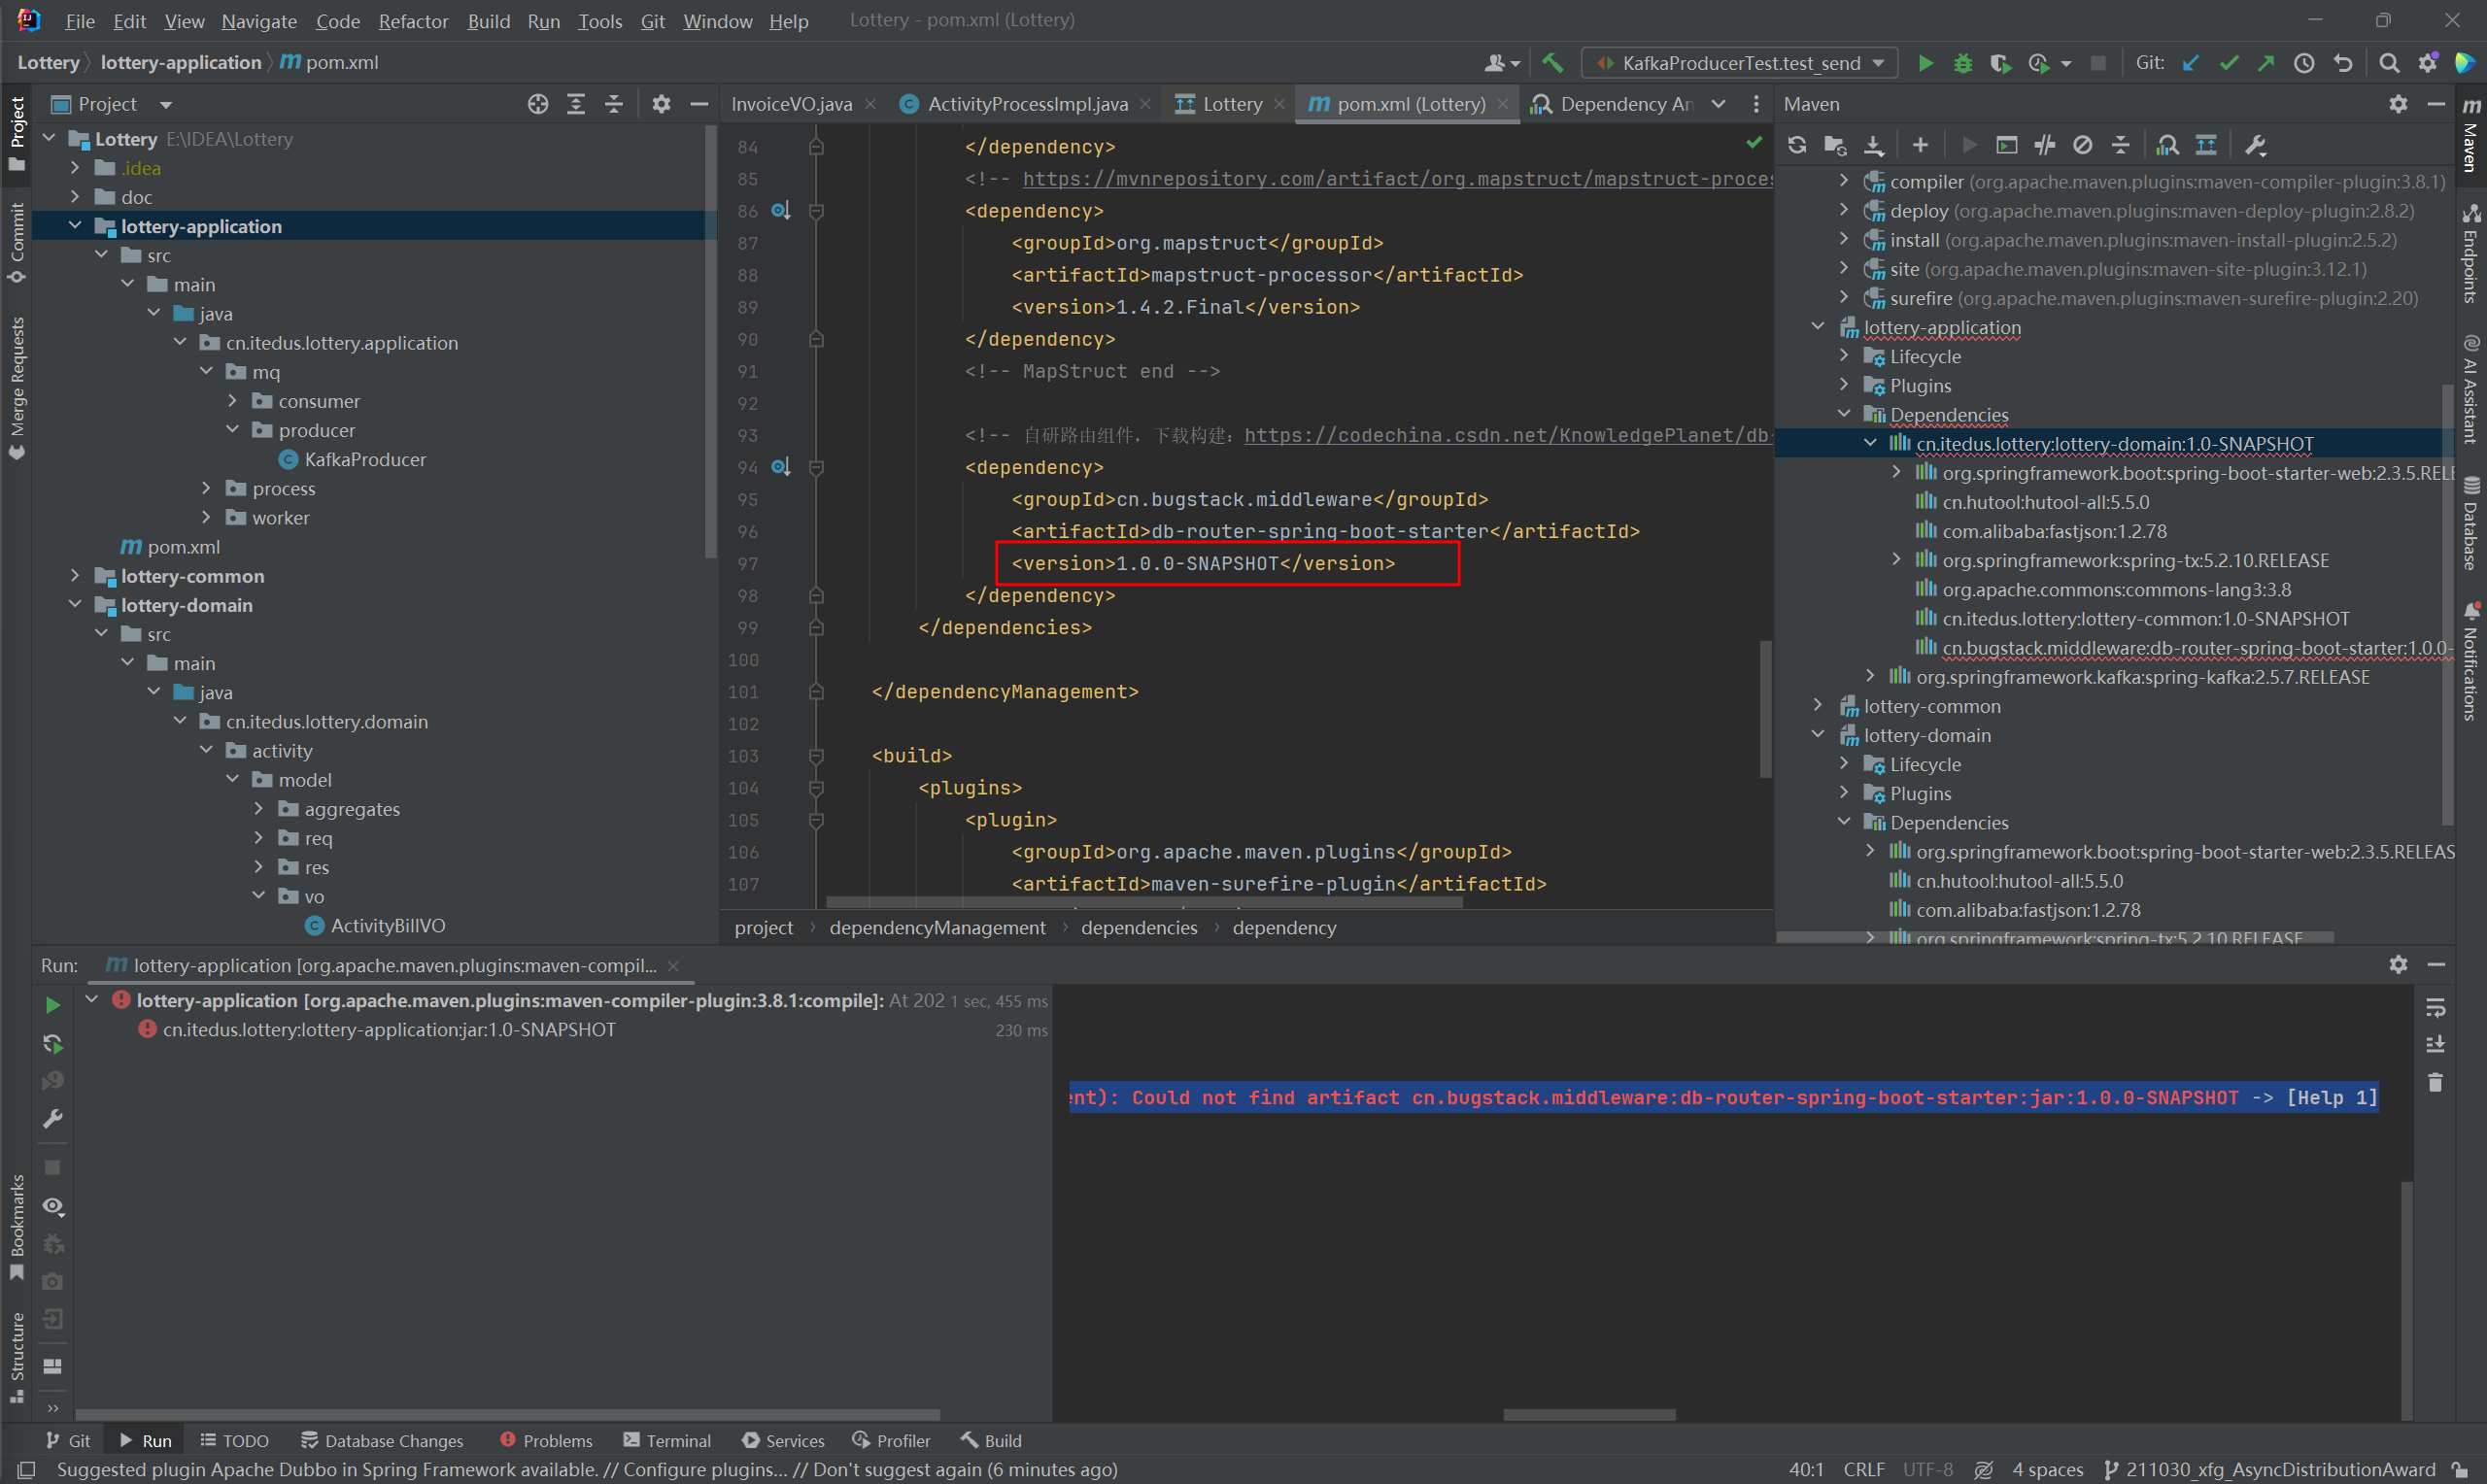 File Edit View Navigate Code Refactor Build Run Tools Git Window Help Lottery - pom.xml (Lottery)
Lottery lottery-application pom.xml
KafkaProducerTest.test_send Git:
Project
InvoiceVO.java ActivityProcessImpl.java Lottery pom.xml (Lottery) Dependency An
Maven
Project
Commit
Merge Requests
Bookmarks
Structure
Lottery E:\IDEA\Lottery
.idea
doc
lottery-application
src
main
java
cn.itedus.lottery.application
mq
consumer
producer
KafkaProducer
process
worker
pom.xml
lottery-common
lottery-domain
src
main
java
cn.itedus.lottery.domain
activity
model
aggregates
req
res
vo
ActivityBillVO
84 </dependency>
85 <!-- https://mvnrepository.com/artifact/org.mapstruct/mapstruct-proces
86 <dependency>
87 <groupId>org.mapstruct</groupId>
88 <artifactId>mapstruct-processor</artifactId>
89 <version>1.4.2.Final</version>
90 </dependency>
91 <!-- MapStruct end -->
92
93 <!-- 自研路由组件，下载构建：https://codechina.csdn.net/KnowledgePlanet/db-
94 <dependency>
95 <groupId>cn.bugstack.middleware</groupId>
96 <artifactId>db-router-spring-boot-starter</artifactId>
97 <version>1.0.0-SNAPSHOT</version>
98 </dependency>
99 </dependencies>
100
101 </dependencyManagement>
102
103 <build>
104 <plugins>
105 <plugin>
106 <groupId>org.apache.maven.plugins</groupId>
107 <artifactId>maven-surefire-plugin</artifactId>
project dependencyManagement dependencies dependency
compiler (org.apache.maven.plugins:maven-compiler-plugin:3.8.1)
deploy (org.apache.maven.plugins:maven-deploy-plugin:2.8.2)
install (org.apache.maven.plugins:maven-install-plugin:2.5.2)
site (org.apache.maven.plugins:maven-site-plugin:3.12.1)
surefire (org.apache.maven.plugins:maven-surefire-plugin:2.20)
lottery-application
Lifecycle
Plugins
Dependencies
cn.itedus.lottery:lottery-domain:1.0-SNAPSHOT
org.springframework.boot:spring-boot-starter-web:2.3.5.RELE
cn.hutool:hutool-all:5.5.0
com.alibaba:fastjson:1.2.78
org.springframework:spring-tx:5.2.10.RELEASE
org.apache.commons:commons-lang3:3.8
cn.itedus.lottery:lottery-common:1.0-SNAPSHOT
cn.bugstack.middleware:db-router-spring-boot-starter:1.0.0-
org.springframework.kafka:spring-kafka:2.5.7.RELEASE
lottery-common
lottery-domain
Lifecycle
Plugins
Dependencies
org.springframework.boot:spring-boot-starter-web:2.3.5.RELEAS
cn.hutool:hutool-all:5.5.0
com.alibaba:fastjson:1.2.78
org.springframework:spring-tx:5.2.10.RELEASE
Maven
Endpoints
AI Assistant
Database
Notifications
Run: lottery-application [org.apache.maven.plugins:maven-compil...
lottery-application [org.apache.maven.plugins:maven-compiler-plugin:3.8.1:compile]: At 202 1 sec, 455 ms
cn.itedus.lottery:lottery-application:jar:1.0-SNAPSHOT 230 ms
ent): Could not find artifact cn.bugstack.middleware:db-router-spring-boot-starter:jar:1.0.0-SNAPSHOT -> [Help 1]
Git Run TODO Database Changes Problems Terminal Services Profiler Build
Suggested plugin Apache Dubbo in Spring Framework available. // Configure plugins... // Don't suggest again (6 minutes ago) 40:1 CRLF UTF-8 4 spaces 211030_xfg_AsyncDistributionAward